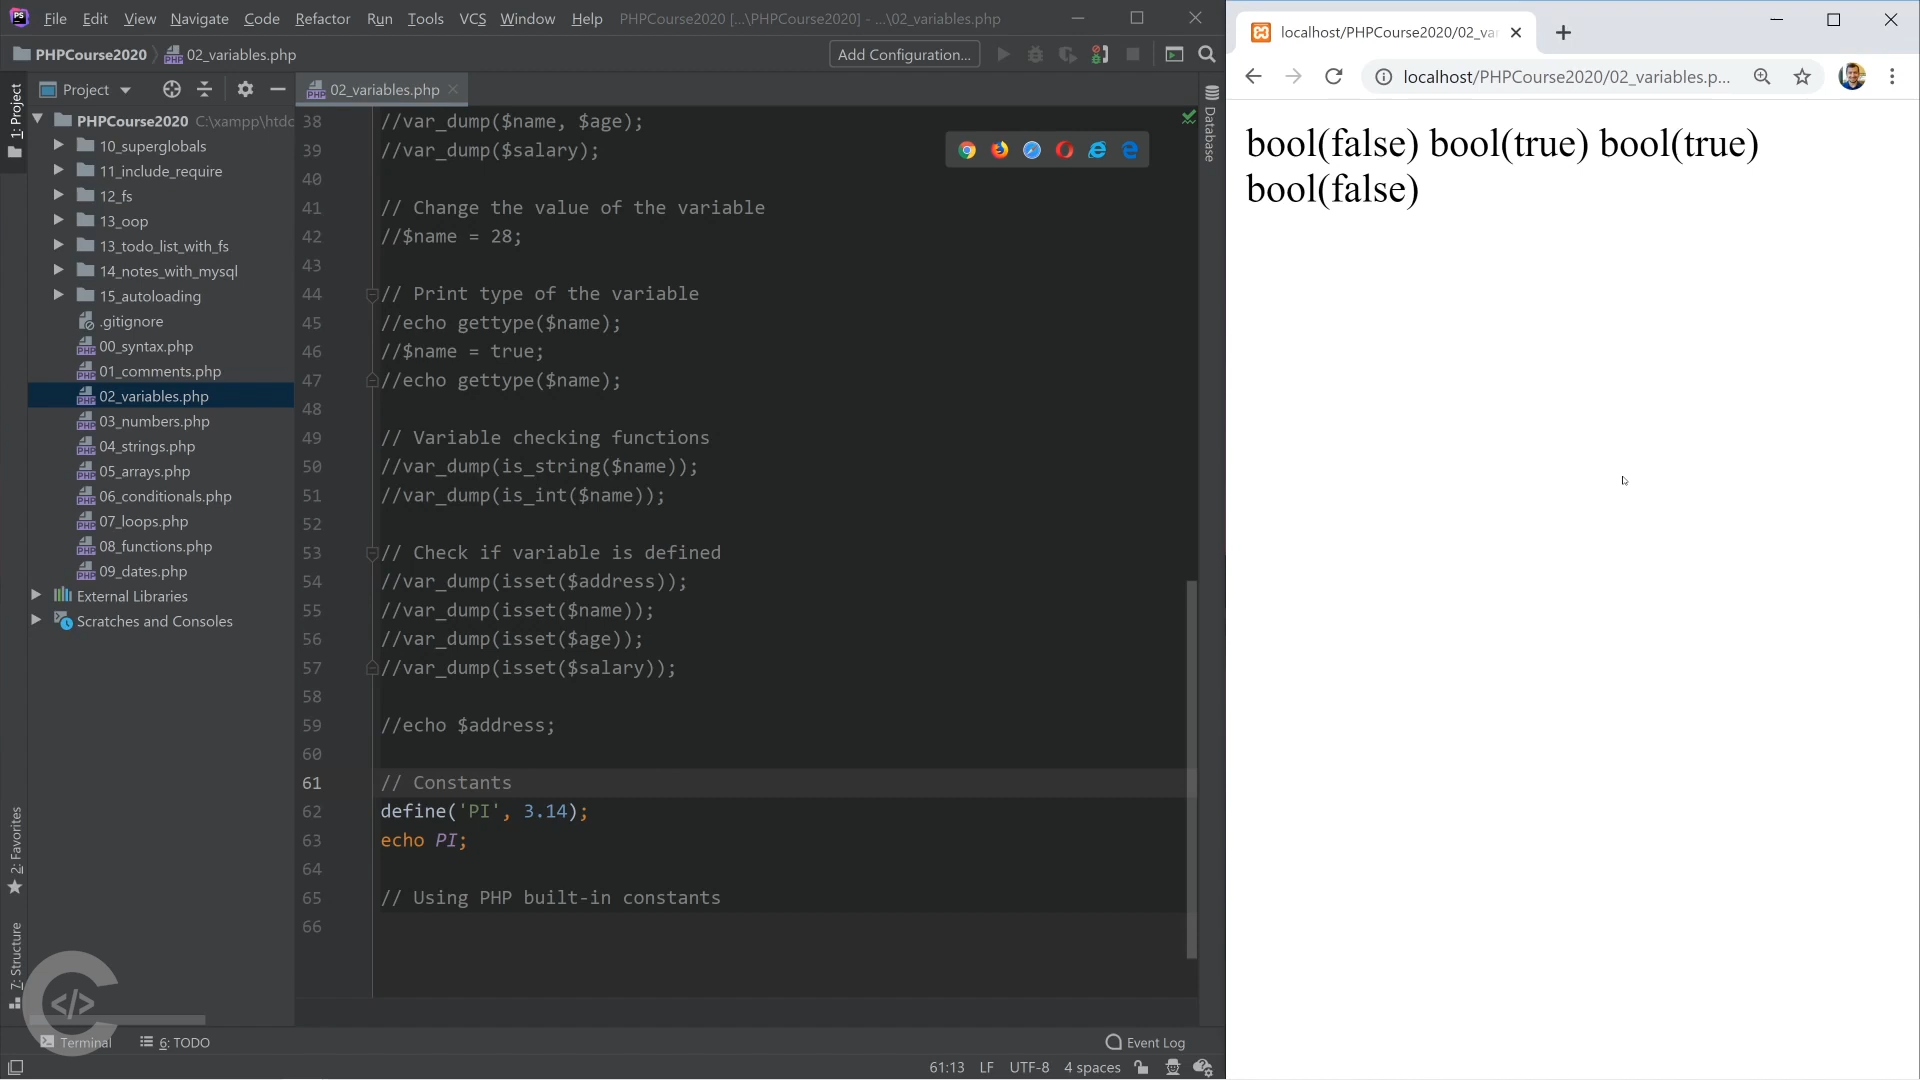 File Edit View Navigate Code Refactor Run Tools VCS Window Help PHPCourse2020 [...\PHPCourse2020] - ...\02_variables.php
PHPCourse2020 02_variables.php Add Configuration...
1: Project
Project
PHPCourse2020 C:\xampp\htdc
10_superglobals
11_include_require
12_fs
13_oop
13_todo_list_with_fs
14_notes_with_mysql
15_autoloading
.gitignore
00_syntax.php
01_comments.php
02_variables.php
03_numbers.php
04_strings.php
05_arrays.php
06_conditionals.php
07_loops.php
08_functions.php
09_dates.php
External Libraries
Scratches and Consoles
2: Favorites
7: Structure
02_variables.php
38 //var_dump($name, $age);
39 //var_dump($salary);
40
41 // Change the value of the variable
42 //$name = 28;
43
44 // Print type of the variable
45 //echo gettype($name);
46 //$name = true;
47 //echo gettype($name);
48
49 // Variable checking functions
50 //var_dump(is_string($name));
51 //var_dump(is_int($name));
52
53 // Check if variable is defined
54 //var_dump(isset($address));
55 //var_dump(isset($name));
56 //var_dump(isset($age));
57 //var_dump(isset($salary));
58
59 //echo $address;
60
61 // Constants
62 define('PI', 3.14);
63 echo PI;
64
65 // Using PHP built-in constants
66
Database
Terminal 6: TODO Event Log
61:13 LF UTF-8 4 spaces
localhost/PHPCourse2020/02_va
localhost/PHPCourse2020/02_variables.p...
bool(false) bool(true) bool(true)
bool(false)